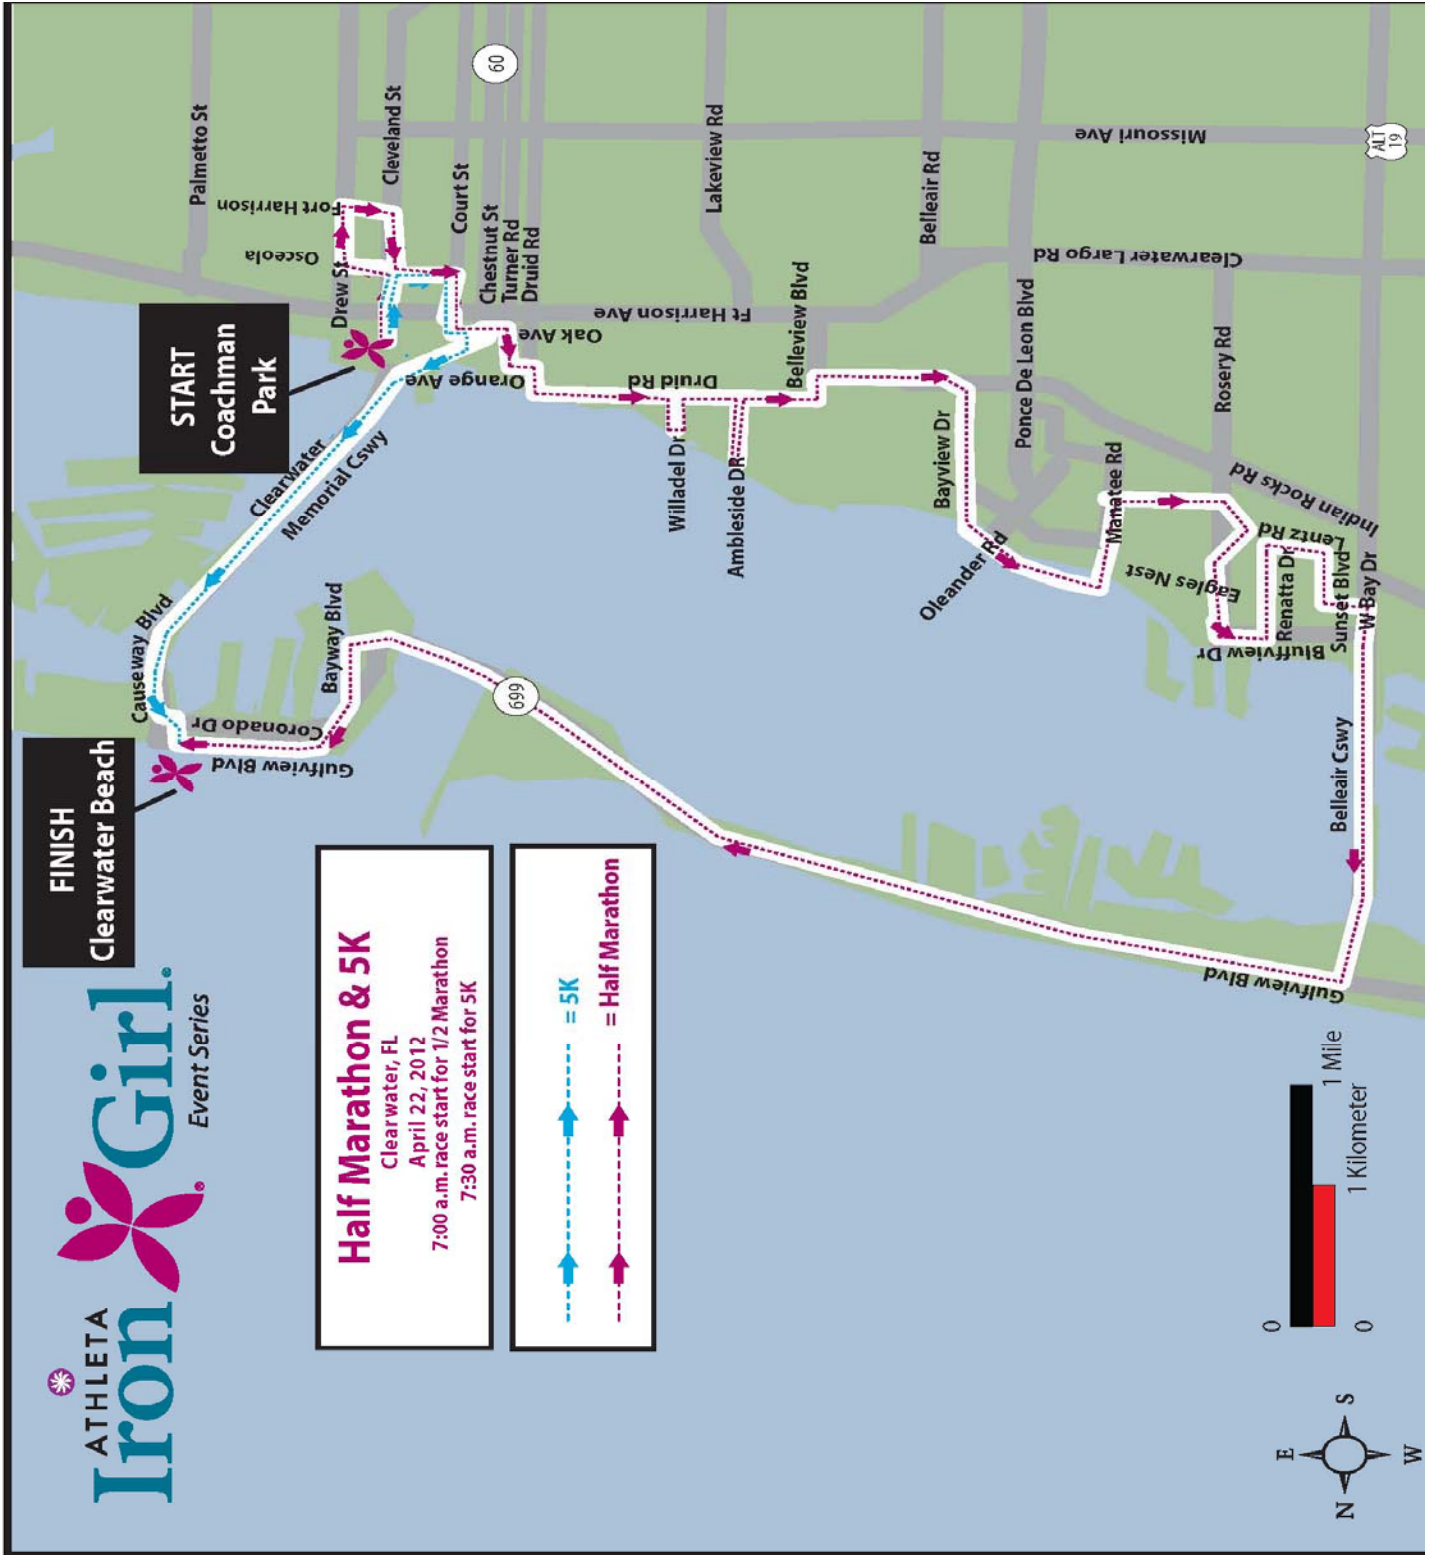 ATHLETA
Iron Girl®
Event Series
FINISH
Clearwater Beach
START
Coachman
Park
Half Marathon & 5K
Clearwater, FL
April 22, 2012
7:00 a.m. race start for 1/2 Marathon
7:30 a.m. race start for 5K
= 5K
= Half Marathon
Palmetto St
Drew St
Cleveland St
Court St
60
Chestnut St
Turner Rd
Druid Rd
Lakeview Rd
Belleair Rd
Missouri Ave
ALT
19
Fort Harrison
Osceola
Ft Harrison Ave
Clearwater Largo Rd
Oak Ave
Orange Ave
Druid Rd
Belleview Blvd
Willadel Dr
Ambleside DR
Bayview Dr
Ponce De Leon Blvd
Oleander Rd
Manatee Rd
Rosery Rd
Indian Rocks Rd
Eagles Nest
Lentz Rd
Renatta Dr
Bluffview Dr
Sunset Blvd
W Bay Dr
Belleair Cswy
Gulfview Blvd
699
Bayway Blvd
Coronado Dr
Gulfview Blvd
Causeway Blvd
Clearwater
Memorial Cswy
0
1 Mile
0
1 Kilometer
N
E
S
W